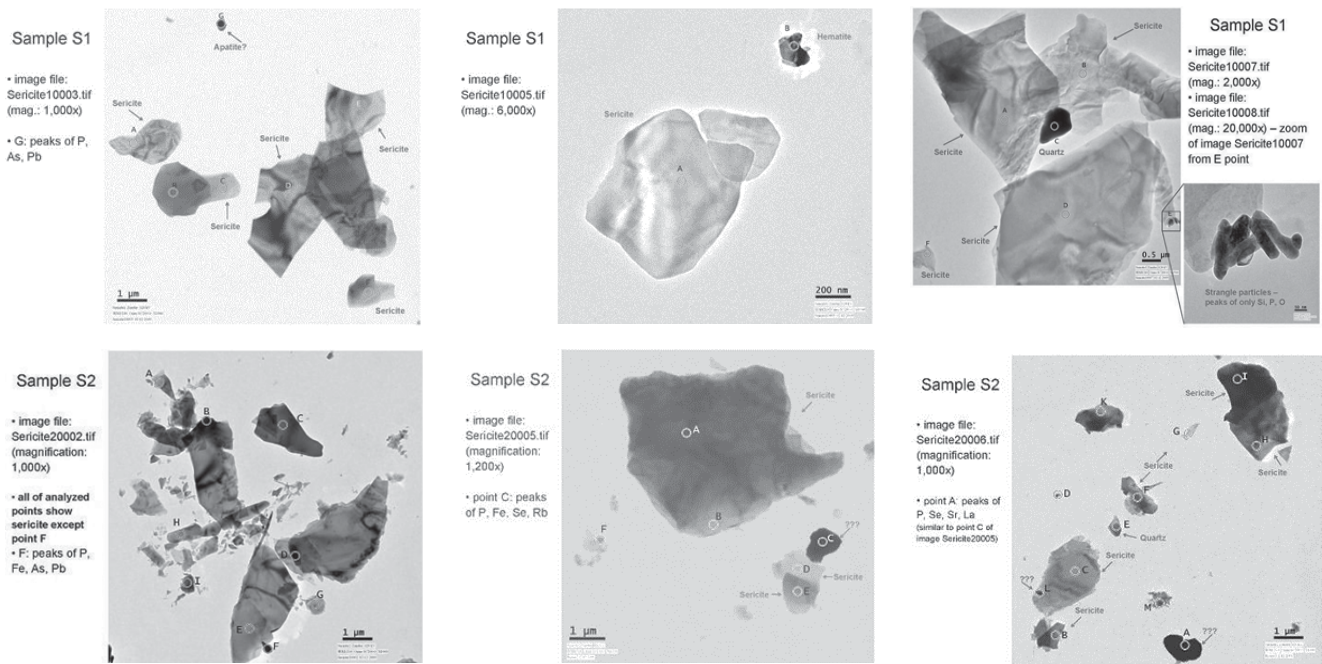 Sample S1
• image file:
Sericite10003.tif
(mag.: 1,000x)
• G: peaks of P,
As, Pb
G
Apatite?
Sericite
A
Sericite
Sericite
C
Sericite
Sericite
1 μm
Sample S1
• image file:
Sericite10005.tif
(mag.: 6,000x)
B
Hematite
Sericite
A
200 nm
Sample S1
• image file:
Sericite10007.tif
(mag.: 2,000x)
• image file:
Sericite10008.tif
(mag.: 20,000x) – zoom
of image Sericite10007
from E point
Sericite
B
A
Sericite
C
Quartz
D
Sericite
F
Sericite
0.5 μm
Strangle particles –
peaks of only Si, P, O
Sample S2
• image file:
Sericite20002.tif
(magnification:
1,000x)
• all of analyzed
points show
sericite except
point F
• F: peaks of P,
Fe, As, Pb
A
B
C
H
D
I
G
E
F
1 μm
Sample S2
• image file:
Sericite20005.tif
(magnification:
1,200x)
• point C: peaks
of P, Fe, Se, Rb
Sericite
A
B
F
???
C
D
Sericite
E
Sericite
1 μm
Sample S2
• image file:
Sericite20006.tif
(magnification:
1,000x)
• point A: peaks of
P, Se, Sr, La
(similar to point C of
image Sericite20005)
I
Sericite
K
G
H
Sericite
Sericite
D
F
E
Quartz
Sericite
C
???
L
M
Sericite
B
A
???
1 μm